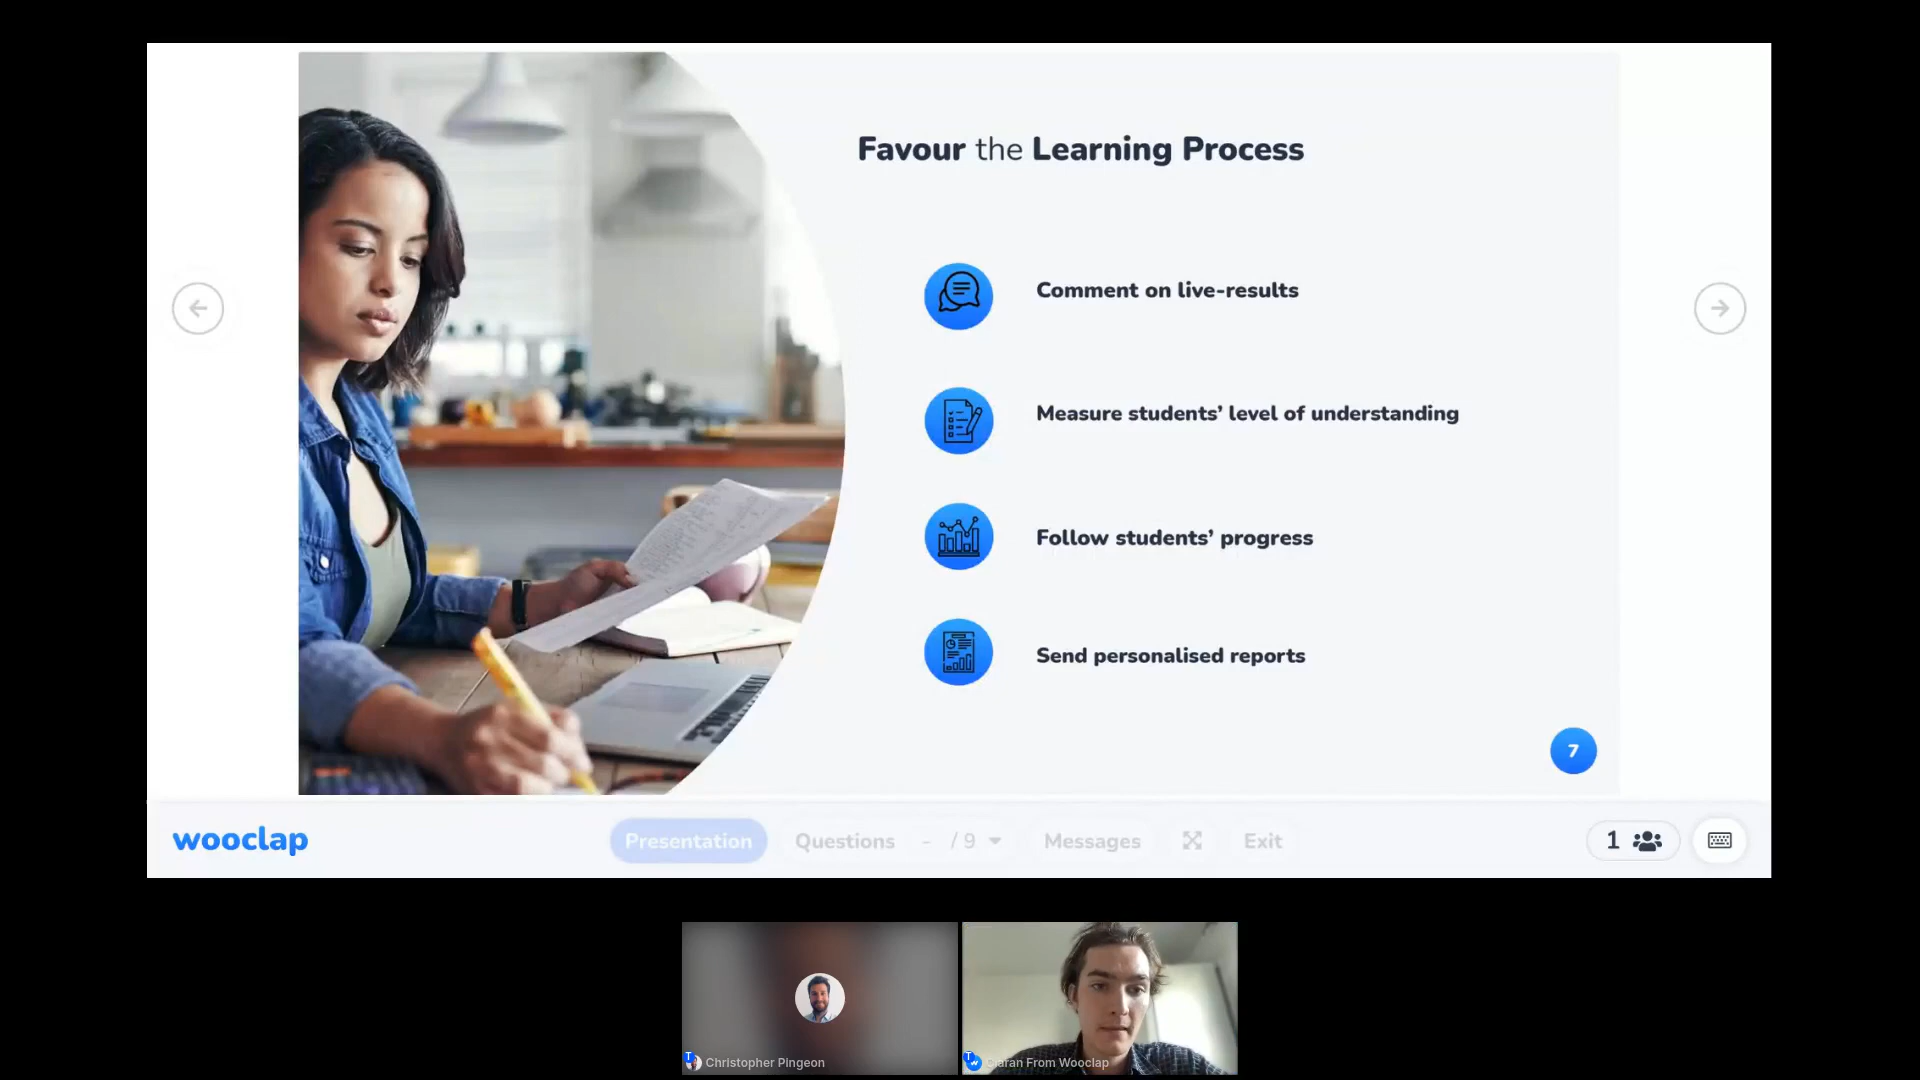 Favour the Learning Process
Comment on live-results
Measure students’ level of understanding
Follow students’ progress
Send personalised reports
7
wooclap
Presentation
Questions
- / 9
Messages
Exit
1
Christopher Pingeon
From Wooclap